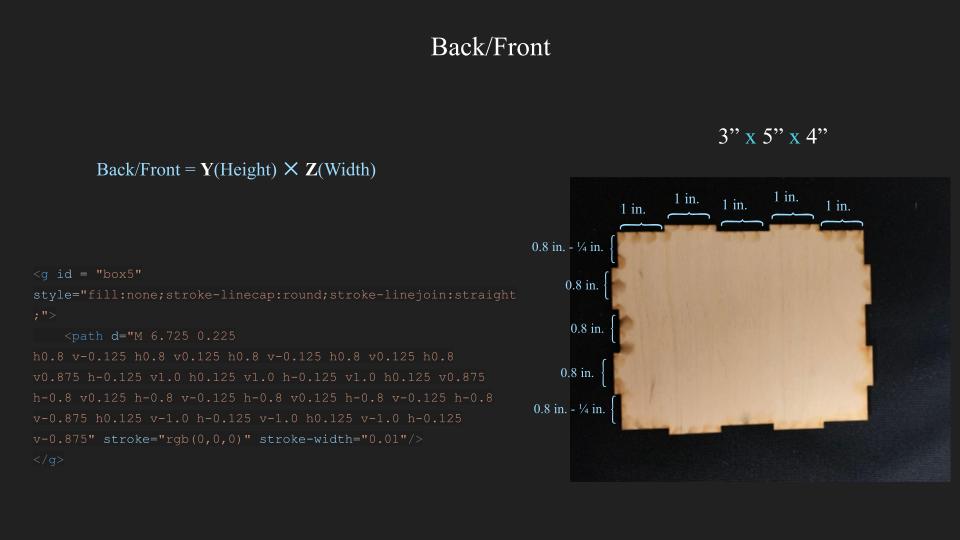 Back/Front
3” x 5” x 4”
Back/Front = Y(Height) ✕ Z(Width)
1 in.
1 in.
1 in.
1 in.
1 in.
0.8 in. - ¼ in.
0.8 in.
0.8 in.
0.8 in.
0.8 in. - ¼ in.
<g id = "box5"
style="fill:none;stroke-linecap:round;stroke-linejoin:straight
;">
<path d="M 6.725 0.225
h0.8 v-0.125 h0.8 v0.125 h0.8 v-0.125 h0.8 v0.125 h0.8
v0.875 h-0.125 v1.0 h0.125 v1.0 h-0.125 v1.0 h0.125 v0.875
h-0.8 v0.125 h-0.8 v-0.125 h-0.8 v0.125 h-0.8 v-0.125 h-0.8
v-0.875 h0.125 v-1.0 h-0.125 v-1.0 h0.125 v-1.0 h-0.125
v-0.875" stroke="rgb(0,0,0)" stroke-width="0.01"/>
</g>